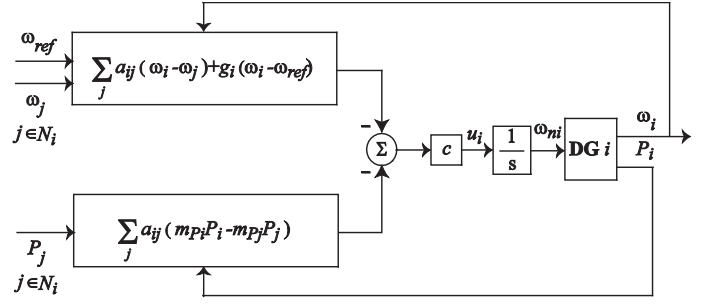 ω_ref
ω_j
j∈N_i
∑_j a_ij ( ω_i -ω_j )+g_i (ω_i -ω_ref)
−
Σ
−
c
u_i
1/s
ω_ni
DG i
ω_i
P_i
P_j
j∈N_i
∑_j a_ij ( m_Pi P_i -m_Pj P_j )